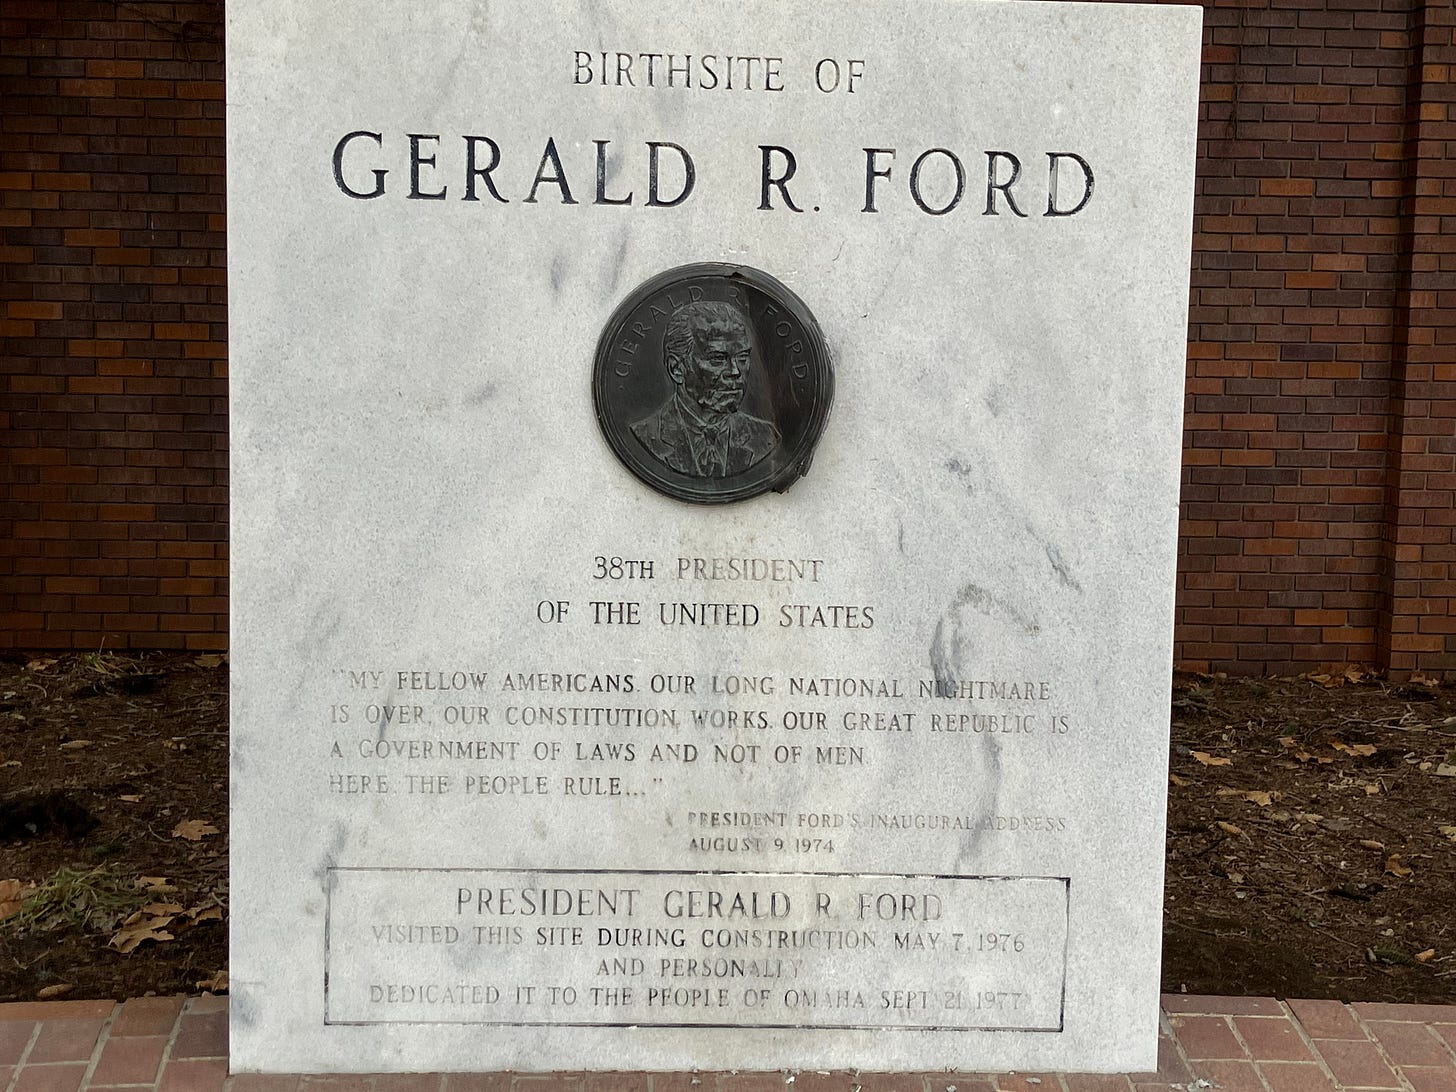 BIRTHSITE OF
GERALD R. FORD
GERALD R. FORD
38TH PRESIDENT
OF THE UNITED STATES
"MY FELLOW AMERICANS. OUR LONG NATIONAL NIGHTMARE
IS OVER. OUR CONSTITUTION WORKS. OUR GREAT REPUBLIC IS
A GOVERNMENT OF LAWS AND NOT OF MEN.
HERE THE PEOPLE RULE..."
PRESIDENT FORD'S INAUGURAL ADDRESS
AUGUST 9, 1974
PRESIDENT GERALD R. FORD
VISITED THIS SITE DURING CONSTRUCTION MAY 7, 1976
AND PERSONALLY
DEDICATED IT TO THE PEOPLE OF OMAHA SEPT. 21, 1977